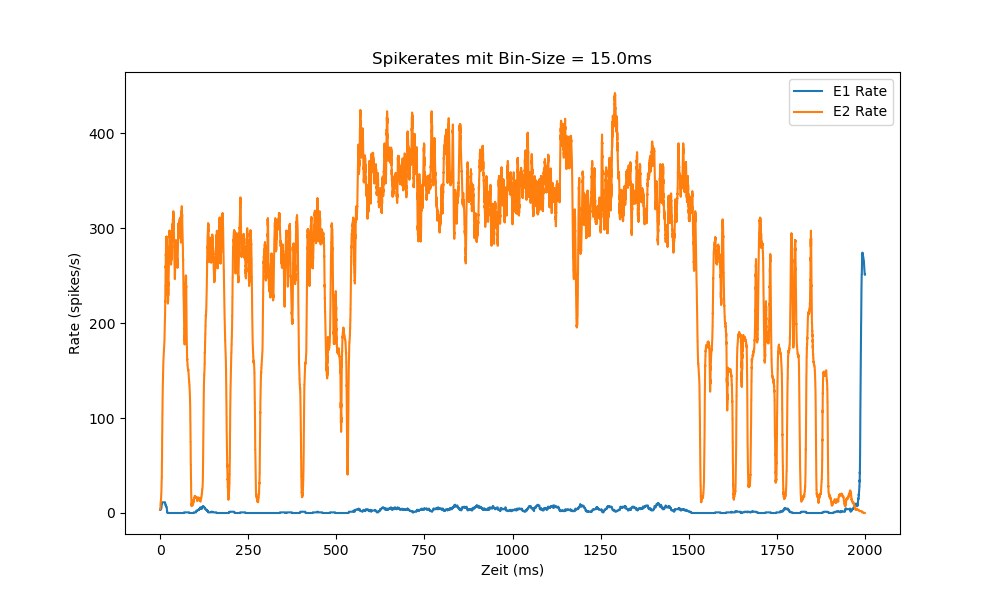 Spikerates mit Bin-Size = 15.0ms
E1 Rate
E2 Rate
400
300
200
100
0
Rate (spikes/s)
0 250 500 750 1000 1250 1500 1750 2000
Zeit (ms)